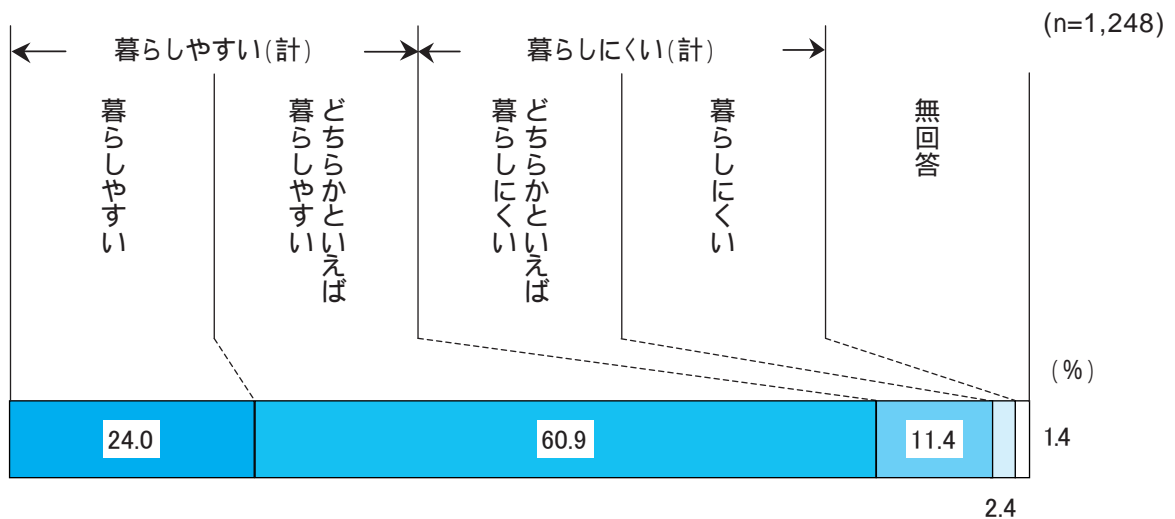 (n=1,248)
暮らしやすい(計)
暮らしにくい(計)
暮らしやすい
どちらかといえば
暮らしやすい
どちらかといえば
暮らしにくい
暮らしにくい
無回答
(%)
24.0
60.9
11.4
1.4
2.4